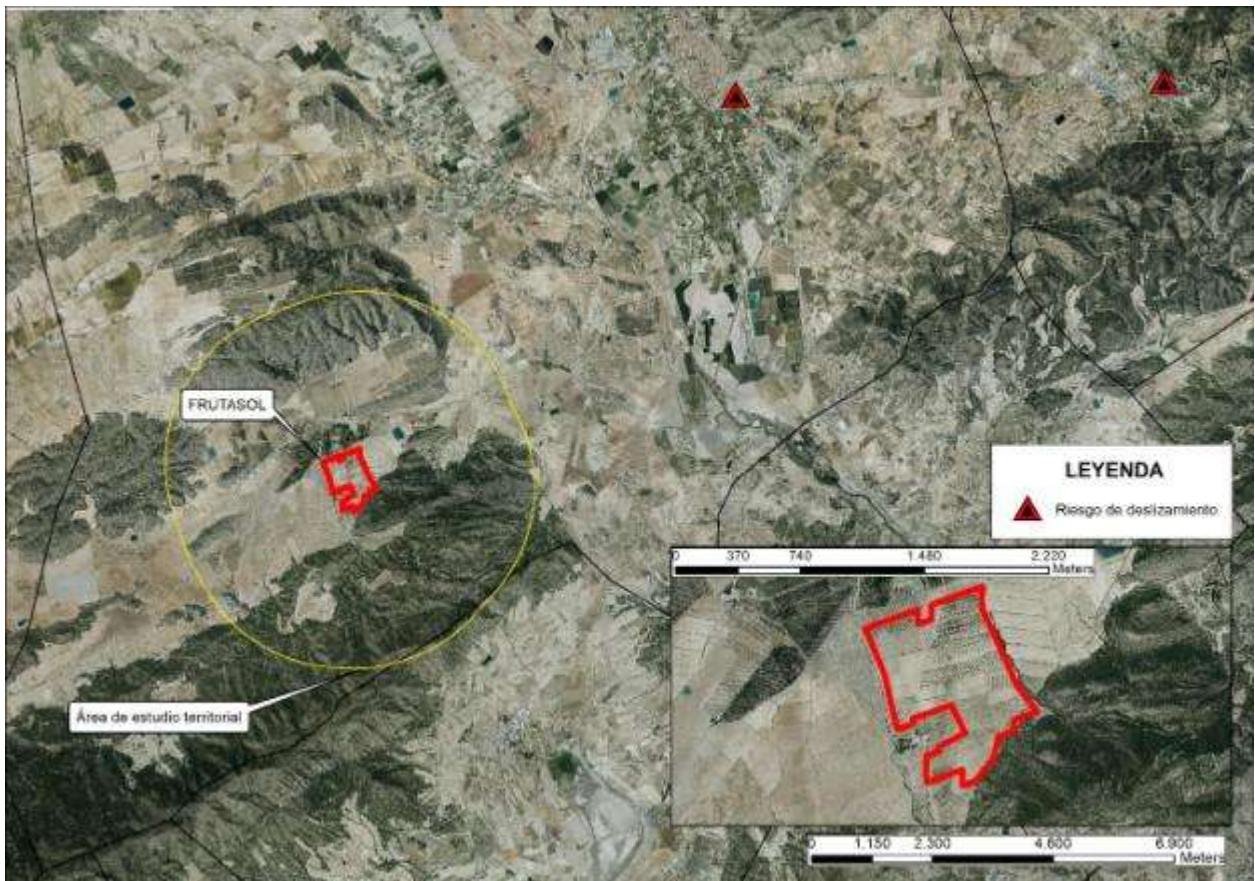 FRUTASOL
LEYENDA
Riesgo de deslizamiento
0 370 740 1.480 2.220
Meters
Área de estudio territorial
0 1.150 2.300 4.600 6.900
Meters